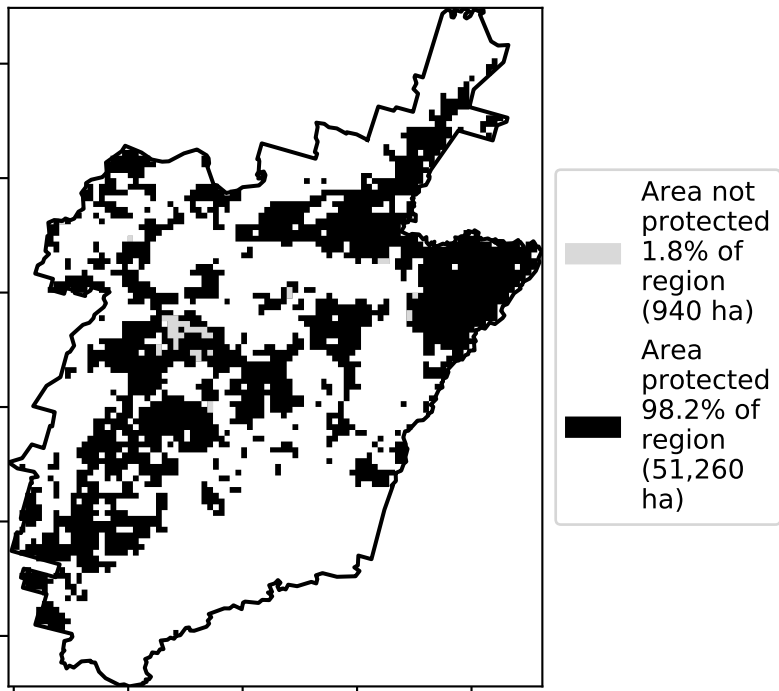 Area not
protected
1.8% of
region
(940 ha)
Area
protected
98.2% of
region
(51,260
ha)